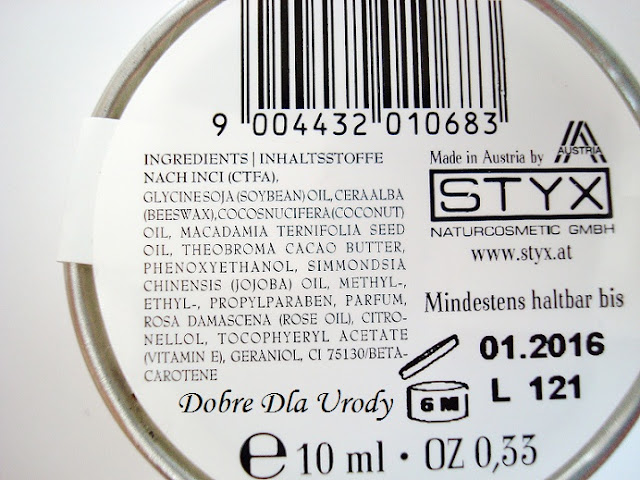 9 004432 010683
INGREDIENTS | INHALTSSTOFFE
NACH INCI (CTFA),
GLYCINE SOJA (SOYBEAN) OIL, CERA ALBA
(BEESWAX), COCOS NUCIFERA (COCONUT)
OIL, MACADAMIA TERNIFOLIA SEED
OIL, THEOBROMA CACAO BUTTER,
PHENOXYETHANOL, SIMMONDSIA
CHINENSIS (JOJOBA) OIL, METHYL-,
ETHYL-, PROPYLPARABEN, PARFUM,
ROSA DAMASCENA (ROSE OIL), CITRO-
NELLOL, TOCOPHYERYL ACETATE
(VITAMIN E), GERANIOL, CI 75130/BETA-
CAROTENE
AUSTRIA
Made in Austria by
STYX
NATURCOSMETIC GMBH
www.styx.at
Mindestens haltbar bis
01.2016
L 121
6 M
Dobre Dla Urody
e 10 ml • OZ 0,33